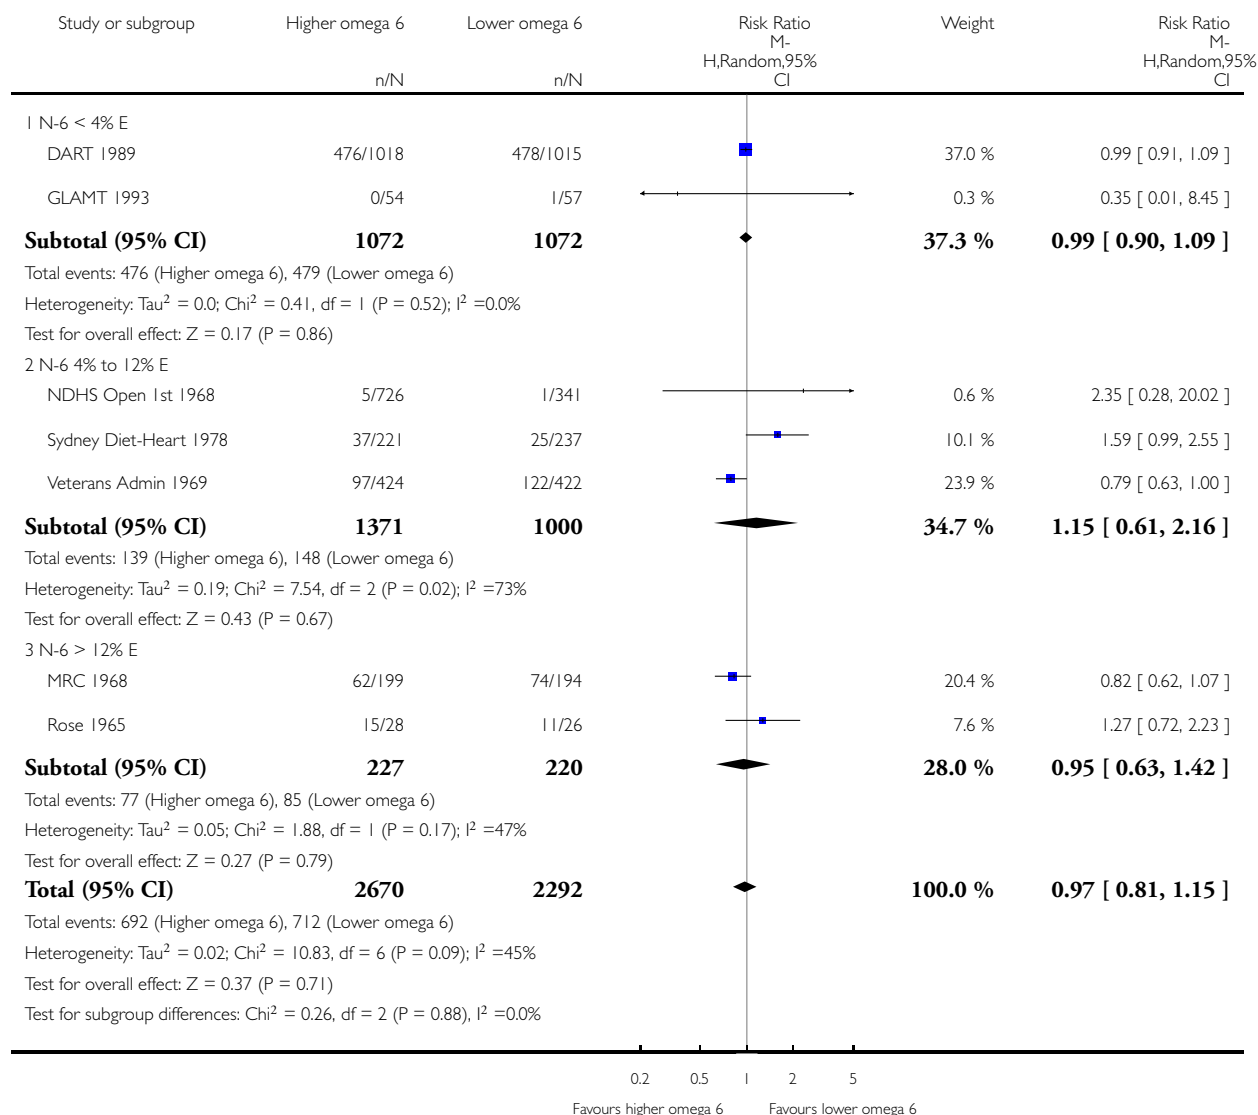 Study or subgroup Higher omega 6 Lower omega 6 Risk Ratio Weight Risk Ratio
M- M-
H,Random,95% H,Random,95%
n/N n/N CI CI
1 N-6 < 4% E
DART 1989 476/1018 478/1015 37.0 % 0.99 [ 0.91, 1.09 ]
GLAMT 1993 0/54 1/57 0.3 % 0.35 [ 0.01, 8.45 ]
Subtotal (95% CI) 1072 1072 37.3 % 0.99 [ 0.90, 1.09 ]
Total events: 476 (Higher omega 6), 479 (Lower omega 6)
Heterogeneity: Tau² = 0.0; Chi² = 0.41, df = 1 (P = 0.52); I² =0.0%
Test for overall effect: Z = 0.17 (P = 0.86)
2 N-6 4% to 12% E
NDHS Open 1st 1968 5/726 1/341 0.6 % 2.35 [ 0.28, 20.02 ]
Sydney Diet-Heart 1978 37/221 25/237 10.1 % 1.59 [ 0.99, 2.55 ]
Veterans Admin 1969 97/424 122/422 23.9 % 0.79 [ 0.63, 1.00 ]
Subtotal (95% CI) 1371 1000 34.7 % 1.15 [ 0.61, 2.16 ]
Total events: 139 (Higher omega 6), 148 (Lower omega 6)
Heterogeneity: Tau² = 0.19; Chi² = 7.54, df = 2 (P = 0.02); I² =73%
Test for overall effect: Z = 0.43 (P = 0.67)
3 N-6 > 12% E
MRC 1968 62/199 74/194 20.4 % 0.82 [ 0.62, 1.07 ]
Rose 1965 15/28 11/26 7.6 % 1.27 [ 0.72, 2.23 ]
Subtotal (95% CI) 227 220 28.0 % 0.95 [ 0.63, 1.42 ]
Total events: 77 (Higher omega 6), 85 (Lower omega 6)
Heterogeneity: Tau² = 0.05; Chi² = 1.88, df = 1 (P = 0.17); I² =47%
Test for overall effect: Z = 0.27 (P = 0.79)
Total (95% CI) 2670 2292 100.0 % 0.97 [ 0.81, 1.15 ]
Total events: 692 (Higher omega 6), 712 (Lower omega 6)
Heterogeneity: Tau² = 0.02; Chi² = 10.83, df = 6 (P = 0.09); I² =45%
Test for overall effect: Z = 0.37 (P = 0.71)
Test for subgroup differences: Chi² = 0.26, df = 2 (P = 0.88), I² =0.0%
0.2 0.5 1 2 5
Favours higher omega 6 Favours lower omega 6